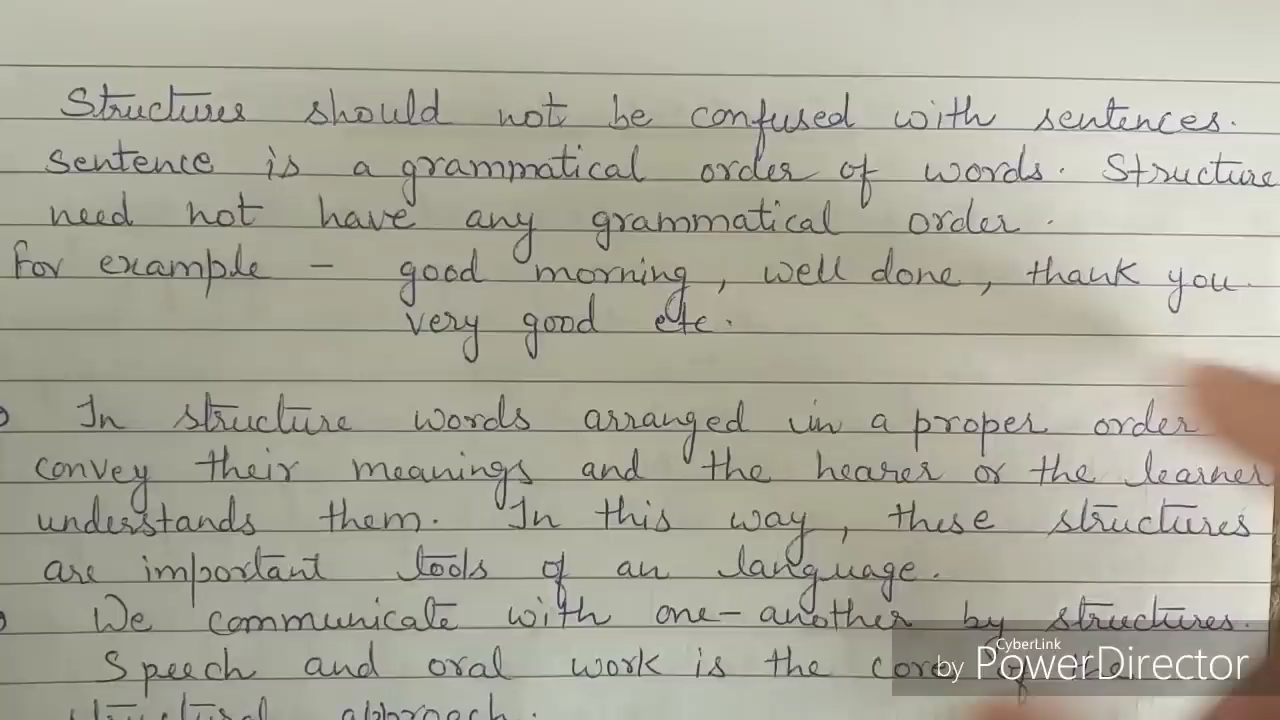 Structures should not be confused with sentences.
Sentence is a grammatical order of words. Structure
need not have any grammatical order.
For example - good morning, well done, thank you.
very good etc.
In structure words arranged in a proper order
convey their meanings and the hearer or the learner
understands them. In this way, these structures
are important tools of an language.
We communicate with one-another by structures.
Speech and oral work is the core of
structural approach.
CyberLink
by PowerDirector